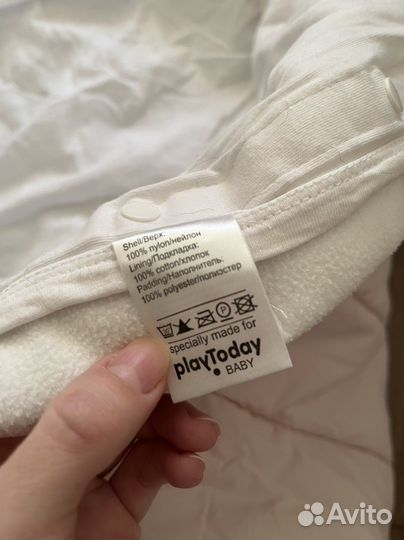 Shell/Верх:
100% nylon/нейлон
Lining/Подкладка:
100% cotton/хлопок
Padding/Наполнитель:
100% polyester/полиэстер
specially made for
playToday
BABY
Avito